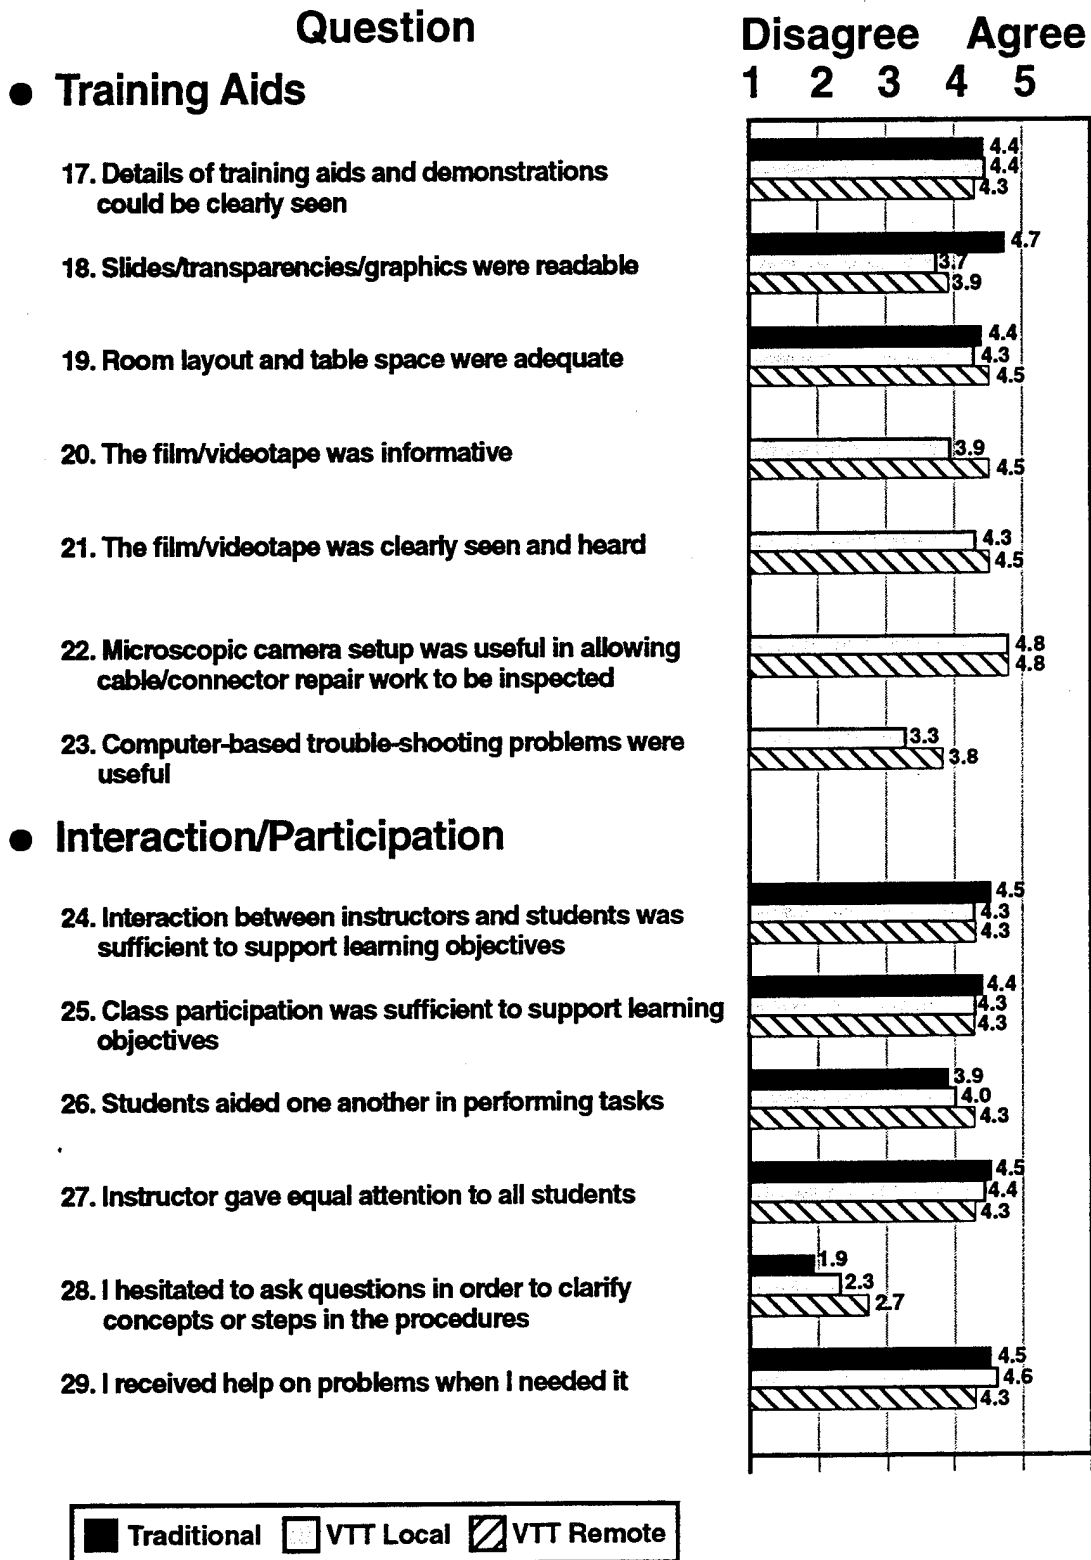 Question
Disagree Agree
1 2 3 4 5
● Training Aids
17. Details of training aids and demonstrations
could be clearly seen
4.4
4.4
4.3
18. Slides/transparencies/graphics were readable
4.7
3.7
3.9
19. Room layout and table space were adequate
4.4
4.3
4.5
20. The film/videotape was informative
3.9
4.5
21. The film/videotape was clearly seen and heard
4.3
4.5
22. Microscopic camera setup was useful in allowing
cable/connector repair work to be inspected
4.8
4.8
23. Computer-based trouble-shooting problems were
useful
3.3
3.8
● Interaction/Participation
24. Interaction between instructors and students was
sufficient to support learning objectives
4.5
4.3
4.3
25. Class participation was sufficient to support learning
objectives
4.4
4.3
4.3
26. Students aided one another in performing tasks
3.9
4.0
4.3
27. Instructor gave equal attention to all students
4.5
4.4
4.3
28. I hesitated to ask questions in order to clarify
concepts or steps in the procedures
1.9
2.3
2.7
29. I received help on problems when I needed it
4.5
4.6
4.3
Traditional VTT Local VTT Remote